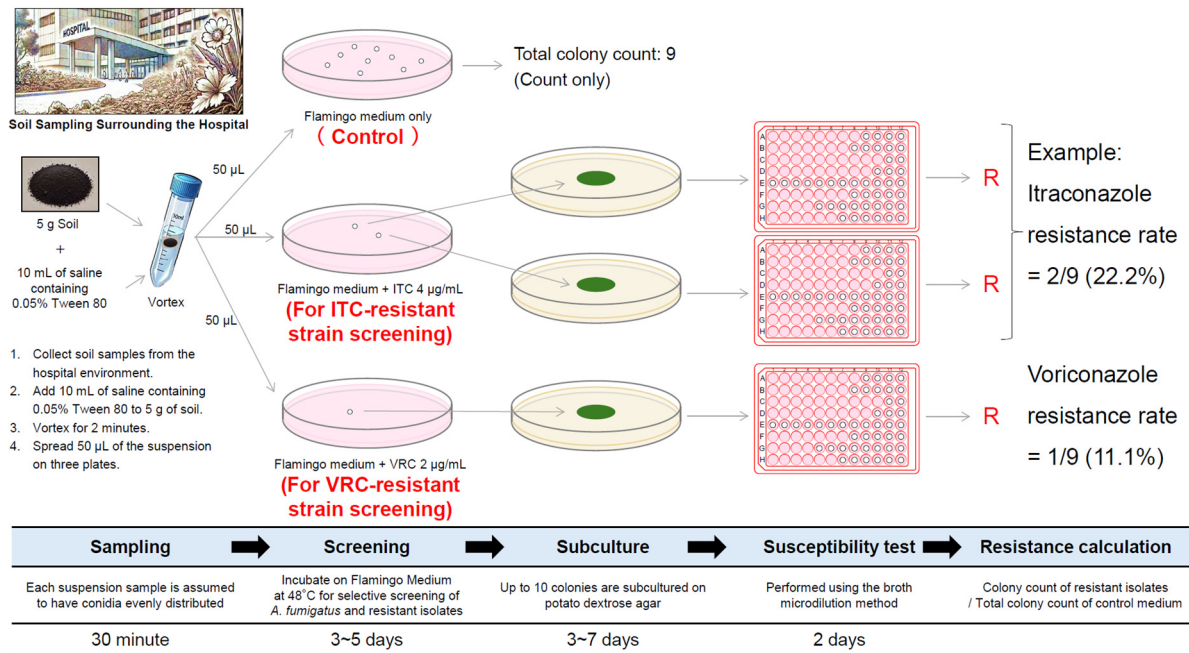 HOSPITAL
Soil Sampling Surrounding the Hospital
5 g Soil
+
10 mL of saline
containing
0.05% Tween 80
Vortex
50 µL
50 µL
50 µL
1. Collect soil samples from the
hospital environment.
2. Add 10 mL of saline containing
0.05% Tween 80 to 5 g of soil.
3. Vortex for 2 minutes.
4. Spread 50 µL of the suspension
on three plates.
Flamingo medium only
( Control )
Total colony count: 9
(Count only)
Flamingo medium + ITC 4 µg/mL
(For ITC-resistant
strain screening)
Flamingo medium + VRC 2 µg/mL
(For VRC-resistant
strain screening)
A
B
C
D
E
F
G
H
R
A
B
C
D
E
F
G
H
R
A
B
C
D
E
F
G
H
R
Example:
Itraconazole
resistance rate
= 2/9 (22.2%)
Voriconazole
resistance rate
= 1/9 (11.1%)
Sampling Screening Subculture Susceptibility test Resistance calculation
Each suspension sample is assumed
to have conidia evenly distributed
Incubate on Flamingo Medium
at 48°C for selective screening of
A. fumigatus and resistant isolates
Up to 10 colonies are subcultured on
potato dextrose agar
Performed using the broth
microdilution method
Colony count of resistant isolates
/ Total colony count of control medium
30 minute 3~5 days 3~7 days 2 days